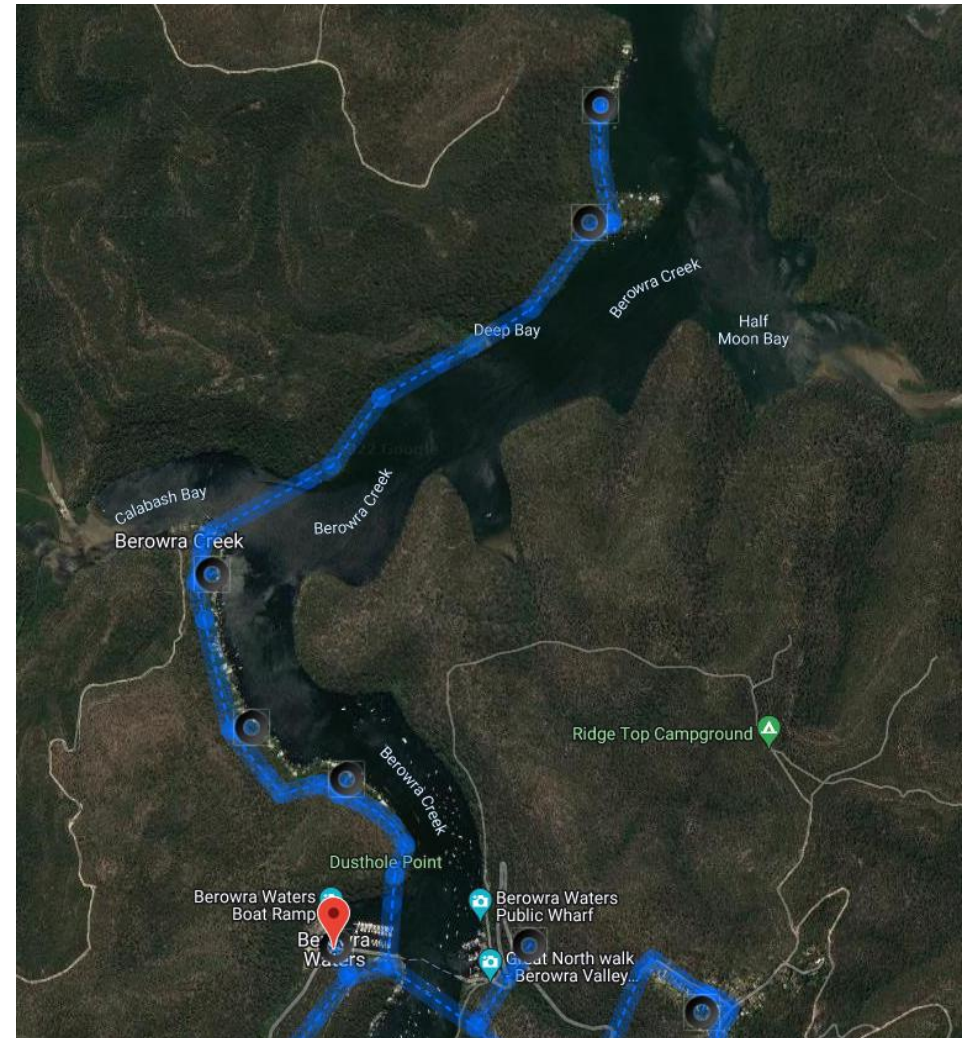 Deep Bay
Berowra Creek
Half
Moon Bay
Calabash Bay
Berowra Creek
Berowra Creek
Ridge Top Campground
Berowra Creek
Dusthole Point
Berowra Waters
Boat Ramp
Berowra Waters
Public Wharf
Waters
Great North walk
- Berowra Valley...